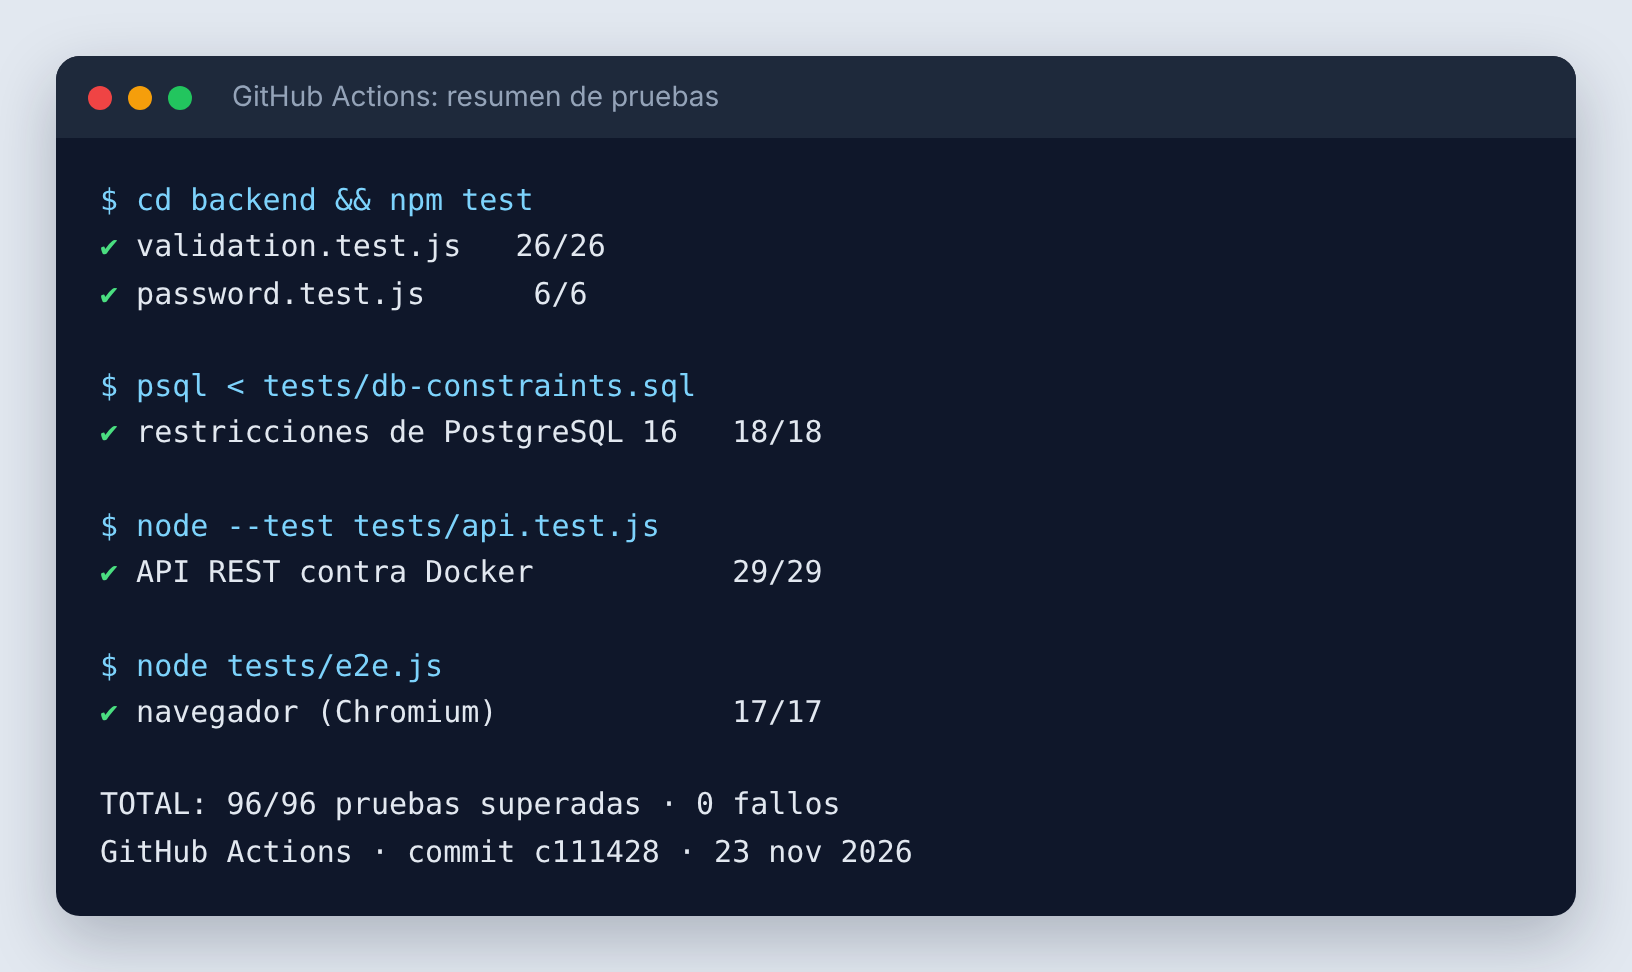 GitHub Actions: resumen de pruebas
$ cd backend && npm test
✔ validation.test.js   26/26
✔ password.test.js      6/6
$ psql < tests/db-constraints.sql
✔ restricciones de PostgreSQL 16   18/18
$ node --test tests/api.test.js
✔ API REST contra Docker           29/29
$ node tests/e2e.js
✔ navegador (Chromium)             17/17
TOTAL: 96/96 pruebas superadas · 0 fallos
GitHub Actions · commit c111428 · 23 nov 2026